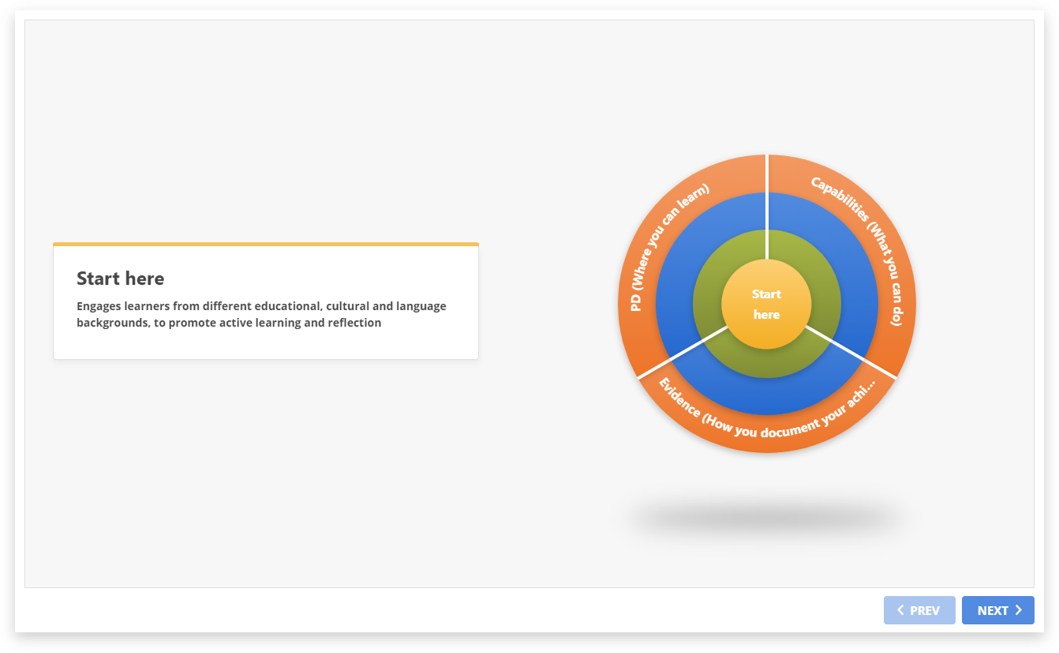 Start here
Engages learners from different educational, cultural and language
backgrounds, to promote active learning and reflection
PD (Where you can learn)
Capabilities (What you can do)
Start
here
Evidence (How you document your achi...
PREV
NEXT